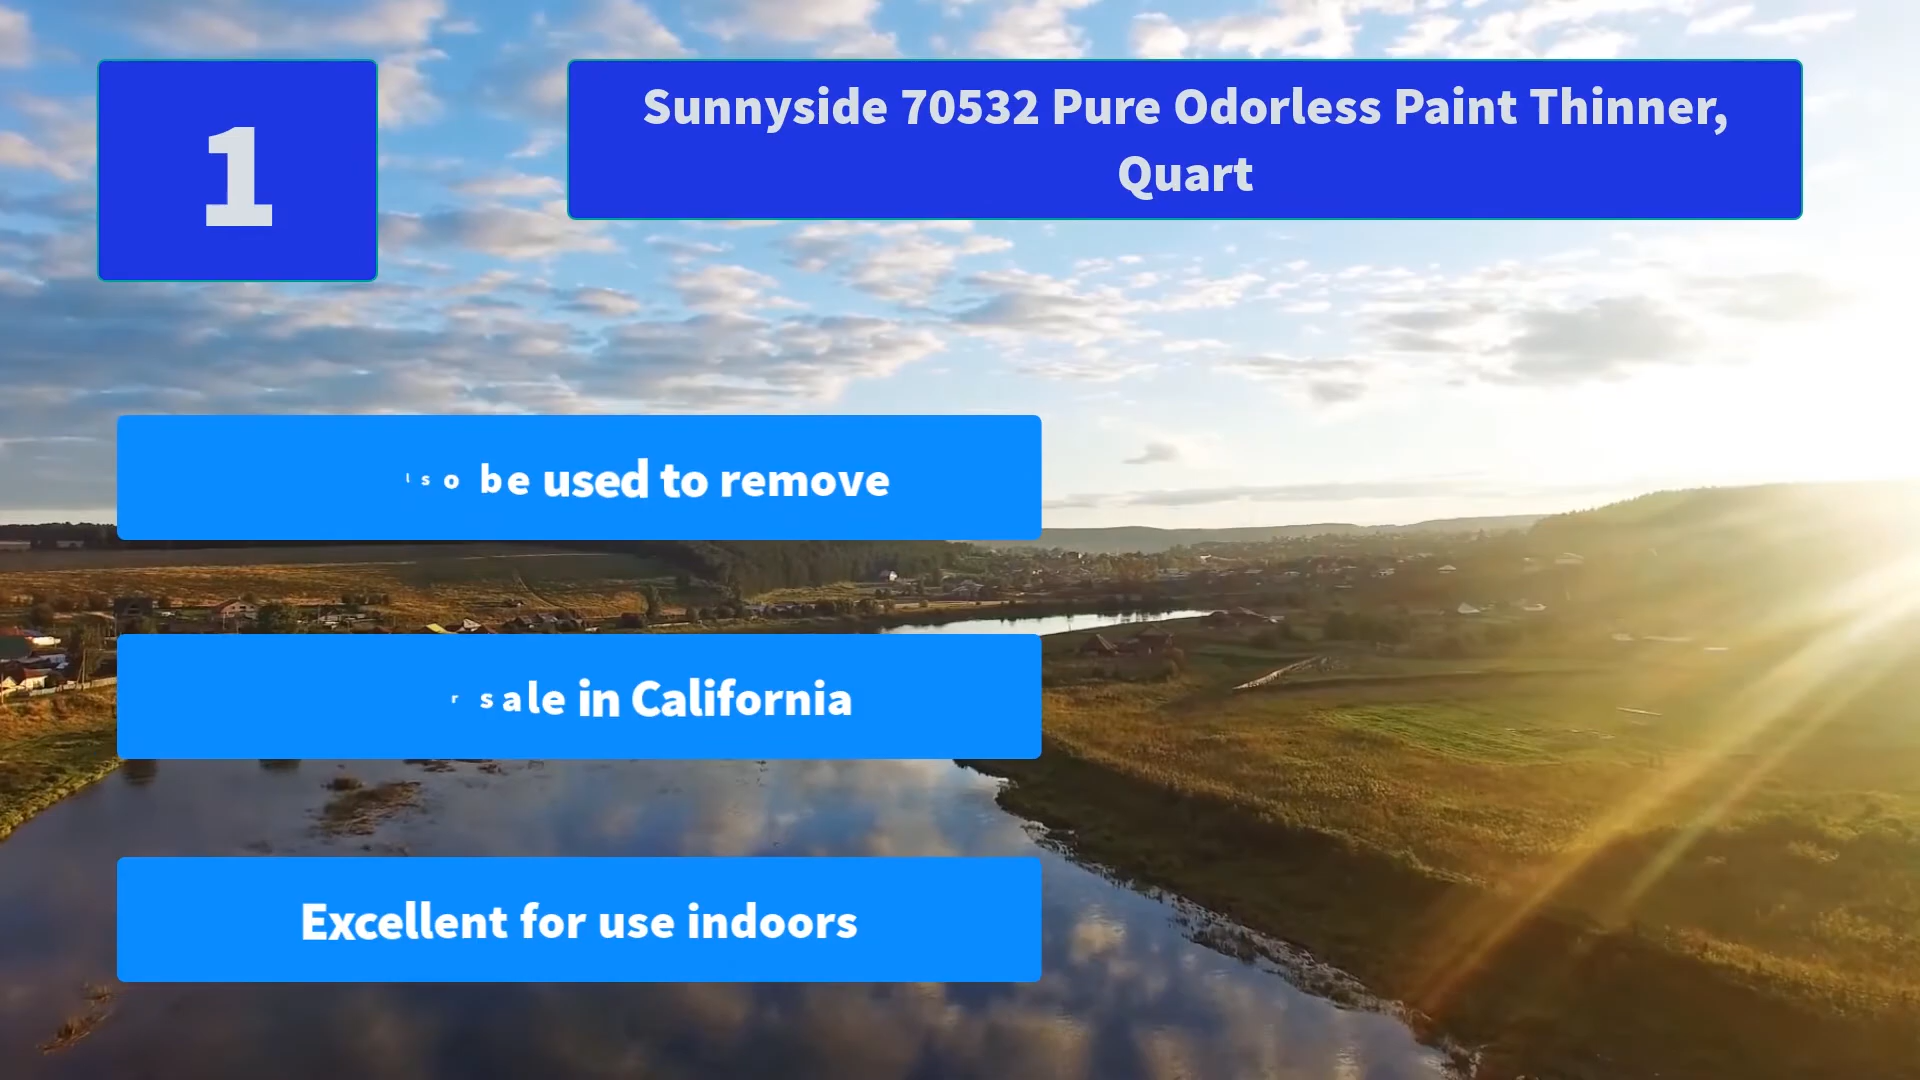 1
Sunnyside 70532 Pure Odorless Paint Thinner,
Quart
lso be used to remove
r sale in California
Excellent for use indoors